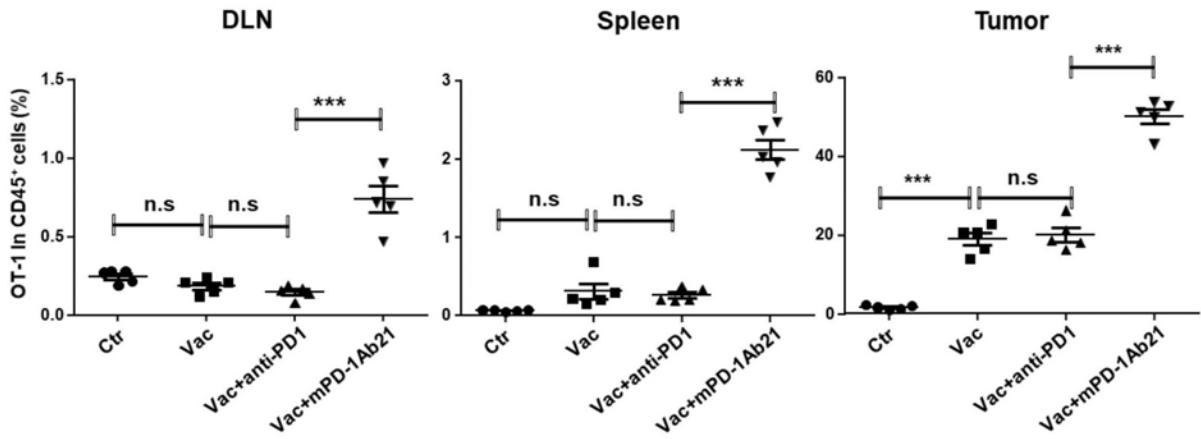 DLN
Spleen
Tumor
OT-1 In CD45⁺ cells (%)
1.5
1.0
0.5
0.0
n.s
n.s
***
Ctr
Vac
Vac+anti-PD1
Vac+mPD-1Ab21
3
2
1
0
n.s
n.s
***
Ctr
Vac
Vac+anti-PD1
Vac+mPD-1Ab21
60
40
20
0
***
n.s
***
Ctr
Vac
Vac+anti-PD1
Vac+mPD-1Ab21